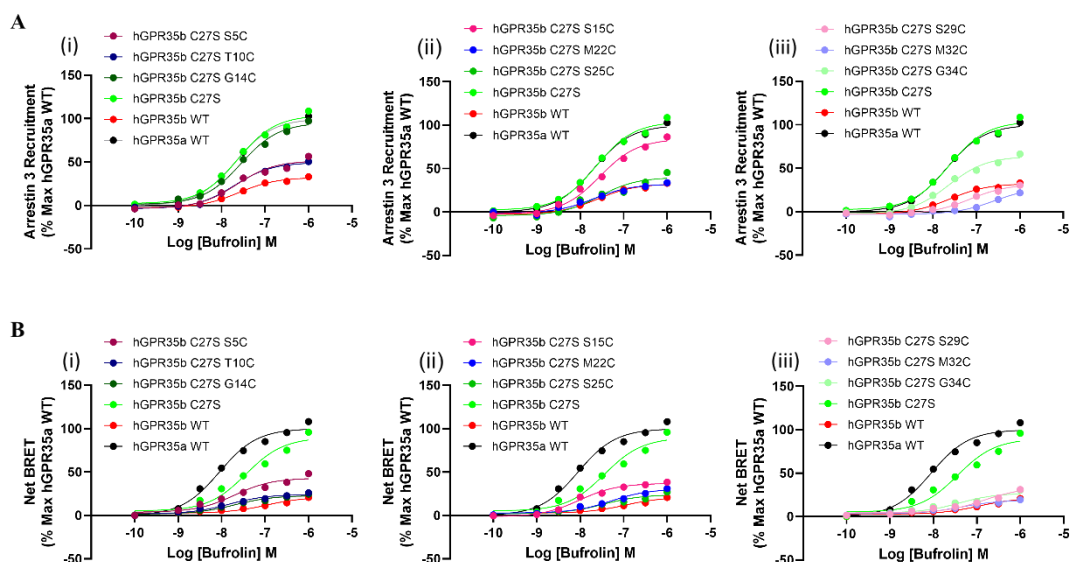 A
(i)
hGPR35b C27S S5C
hGPR35b C27S T10C
hGPR35b C27S G14C
hGPR35b C27S
hGPR35b WT
hGPR35a WT
Arrestin 3 Recruitment
(% Max hGPR35a WT)
150
100
50
0
-50
-10 -9 -8 -7 -6 -5
Log [Bufrolin] M
(ii)
hGPR35b C27S S15C
hGPR35b C27S M22C
hGPR35b C27S S25C
hGPR35b C27S
hGPR35b WT
hGPR35a WT
Arrestin 3 Recruitment
(% Max hGPR35a WT)
150
100
50
0
-50
-10 -9 -8 -7 -6 -5
Log [Bufrolin] M
(iii)
hGPR35b C27S S29C
hGPR35b C27S M32C
hGPR35b C27S G34C
hGPR35b C27S
hGPR35b WT
hGPR35a WT
Arrestin 3 Recruitment
(% Max hGPR35a WT)
150
100
50
0
-50
-10 -9 -8 -7 -6 -5
Log [Bufrolin] M
B
(i)
hGPR35b C27S S5C
hGPR35b C27S T10C
hGPR35b C27S G14C
hGPR35b C27S
hGPR35b WT
hGPR35a WT
Net BRET
(% Max hGPR35a WT)
150
100
50
0
-50
-10 -9 -8 -7 -6 -5
Log [Bufrolin] M
(ii)
hGPR35b C27S S15C
hGPR35b C27S M22C
hGPR35b C27S S25C
hGPR35b C27S
hGPR35b WT
hGPR35a WT
Net BRET
(% Max hGPR35a WT)
150
100
50
0
-50
-10 -9 -8 -7 -6 -5
Log [Bufrolin] M
(iii)
hGPR35b C27S S29C
hGPR35b C27S M32C
hGPR35b C27S G34C
hGPR35b C27S
hGPR35b WT
hGPR35a WT
Net BRET
(% Max hGPR35a WT)
150
100
50
0
-50
-10 -9 -8 -7 -6 -5
Log [Bufrolin] M